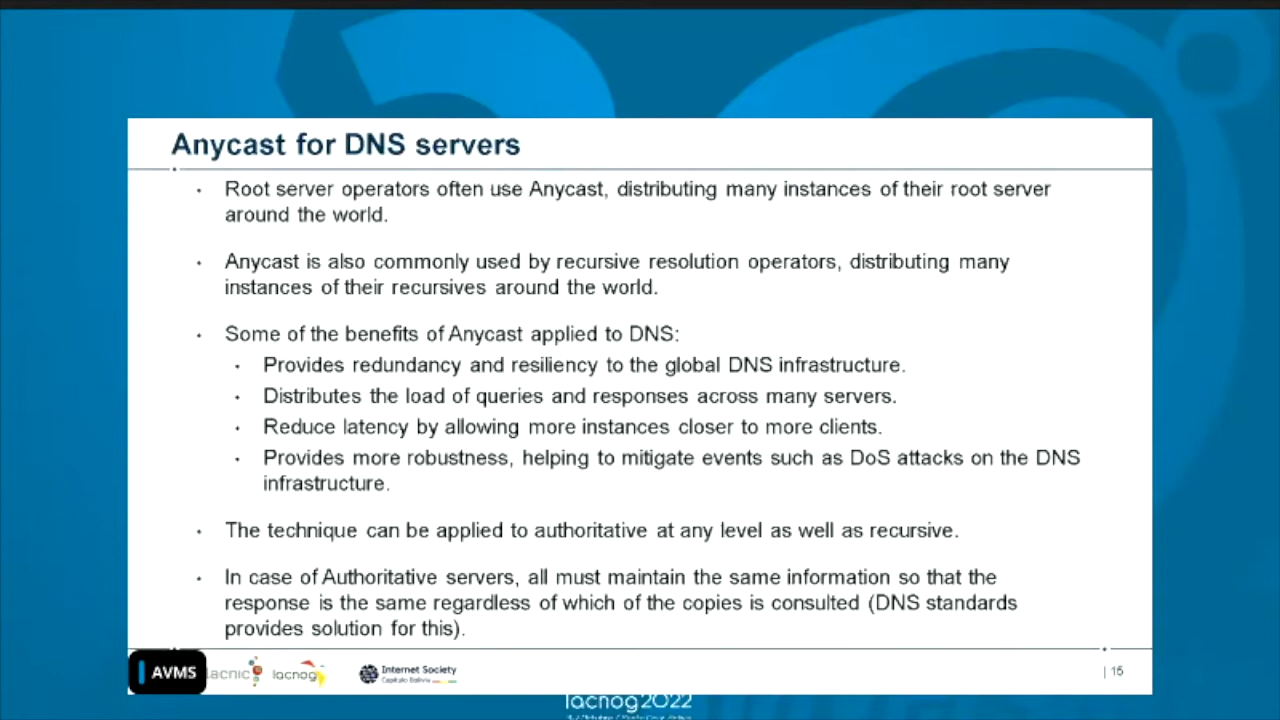 Anycast for DNS servers
Root server operators often use Anycast, distributing many instances of their root server
around the world.
Anycast is also commonly used by recursive resolution operators, distributing many
instances of their recursives around the world.
Some of the benefits of Anycast applied to DNS:
Provides redundancy and resiliency to the global DNS infrastructure.
Distributes the load of queries and responses across many servers.
Reduce latency by allowing more instances closer to more clients.
Provides more robustness, helping to mitigate events such as DoS attacks on the DNS
infrastructure.
The technique can be applied to authoritative at any level as well as recursive.
In case of Authoritative servers, all must maintain the same information so that the
response is the same regardless of which of the copies is consulted (DNS standards
provides solution for this).
AVMS
lacnic
lacnog
Internet Society
Capítulo Bolivia
| 15
lacnog2022